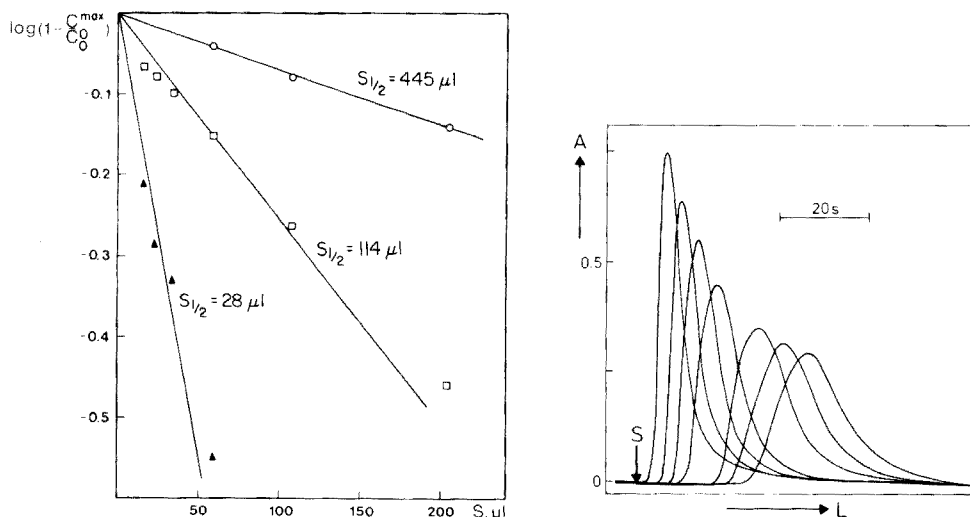 log(1- C^max / C^0_0)
-0.1
-0.2
-0.3
-0.4
-0.5
0
50
100
150
200
S, μl
S1/2 = 445 μl
S1/2 = 114 μl
S1/2 = 28 μl
A
0.5
0
S
20s
L